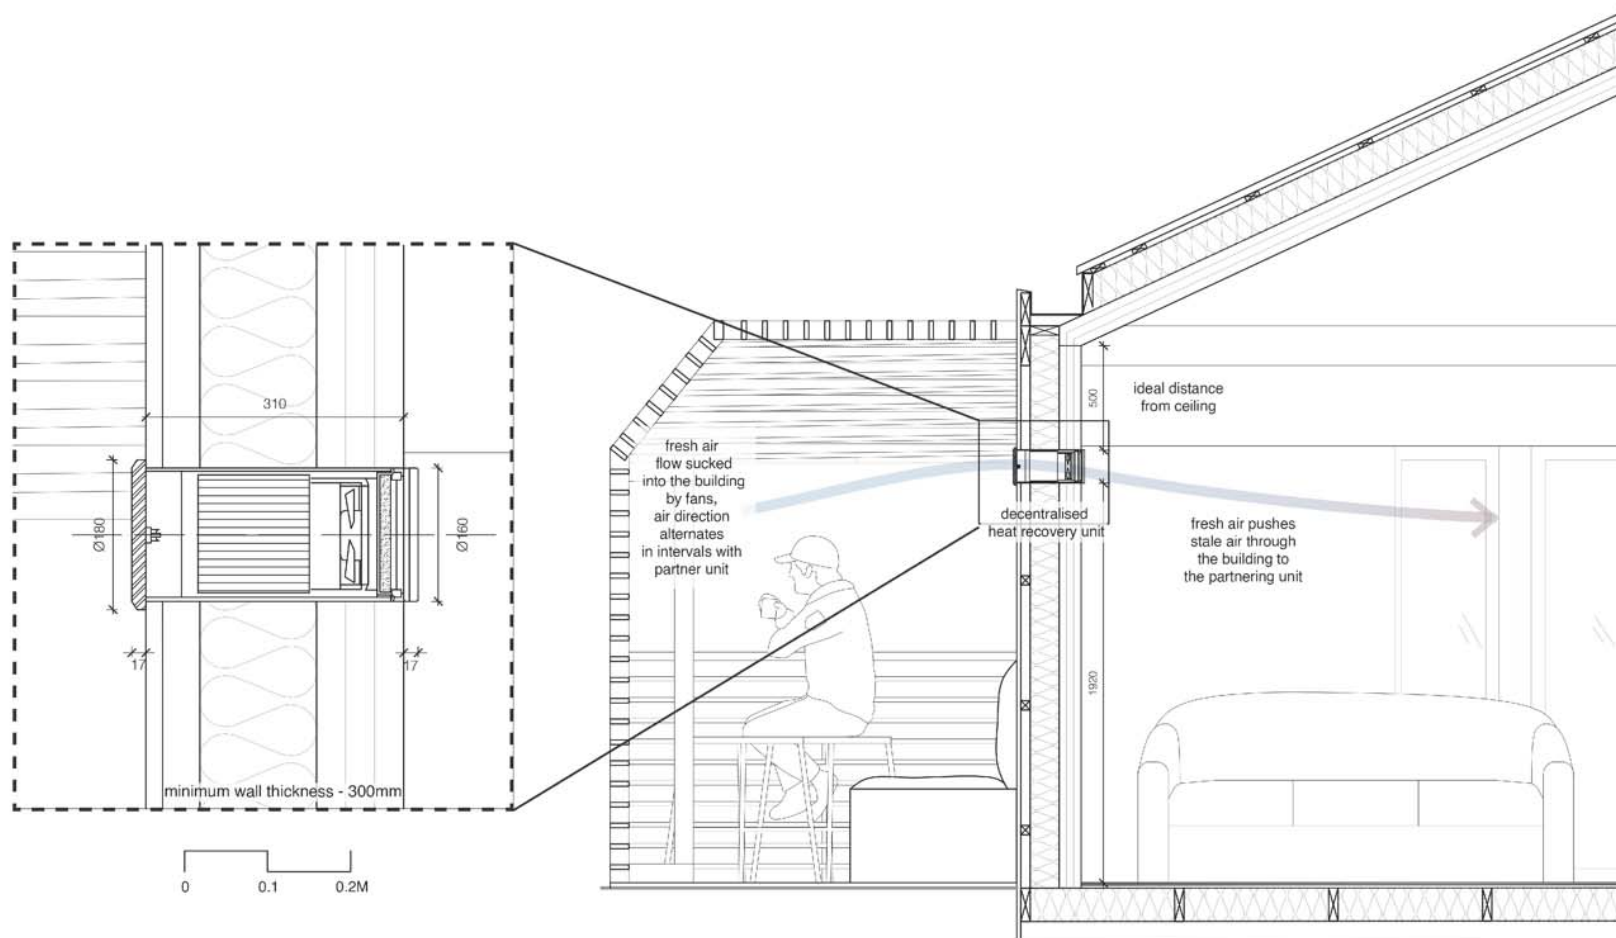 310
Ø180
Ø160
17
17
minimum wall thickness - 300mm
0
0.1
0.2M
fresh air
flow sucked
into the building
by fans,
air direction
alternates
in intervals with
partner unit
decentralised
heat recovery unit
500
ideal distance
from ceiling
fresh air pushes
stale air through
the building to
the partnering unit
1920